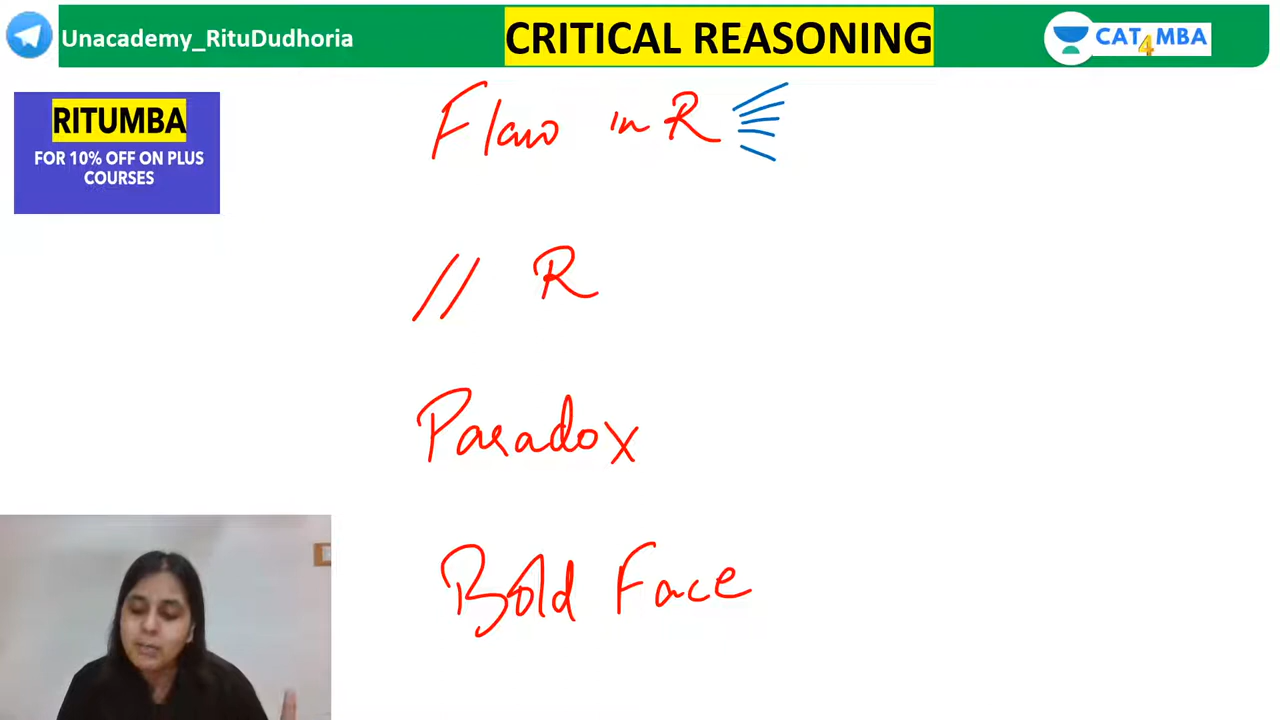 Unacademy_RituDudhoria
CRITICAL REASONING
CAT4MBA
RITUMBA
FOR 10% OFF ON PLUS
COURSES
Flaw in R
// R
Paradox
Bold Face